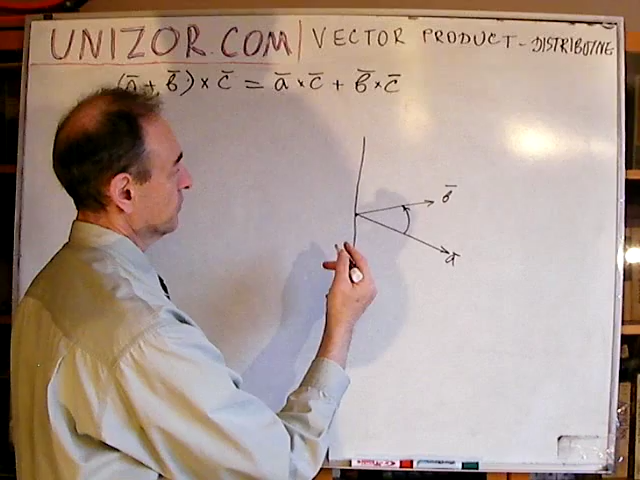 UNIZOR.COM | VECTOR PRODUCT - DISTRIBUTIVE
(a̅ + b̅) × c̅ = a̅ × c̅ + b̅ × c̅
b̅
a̅